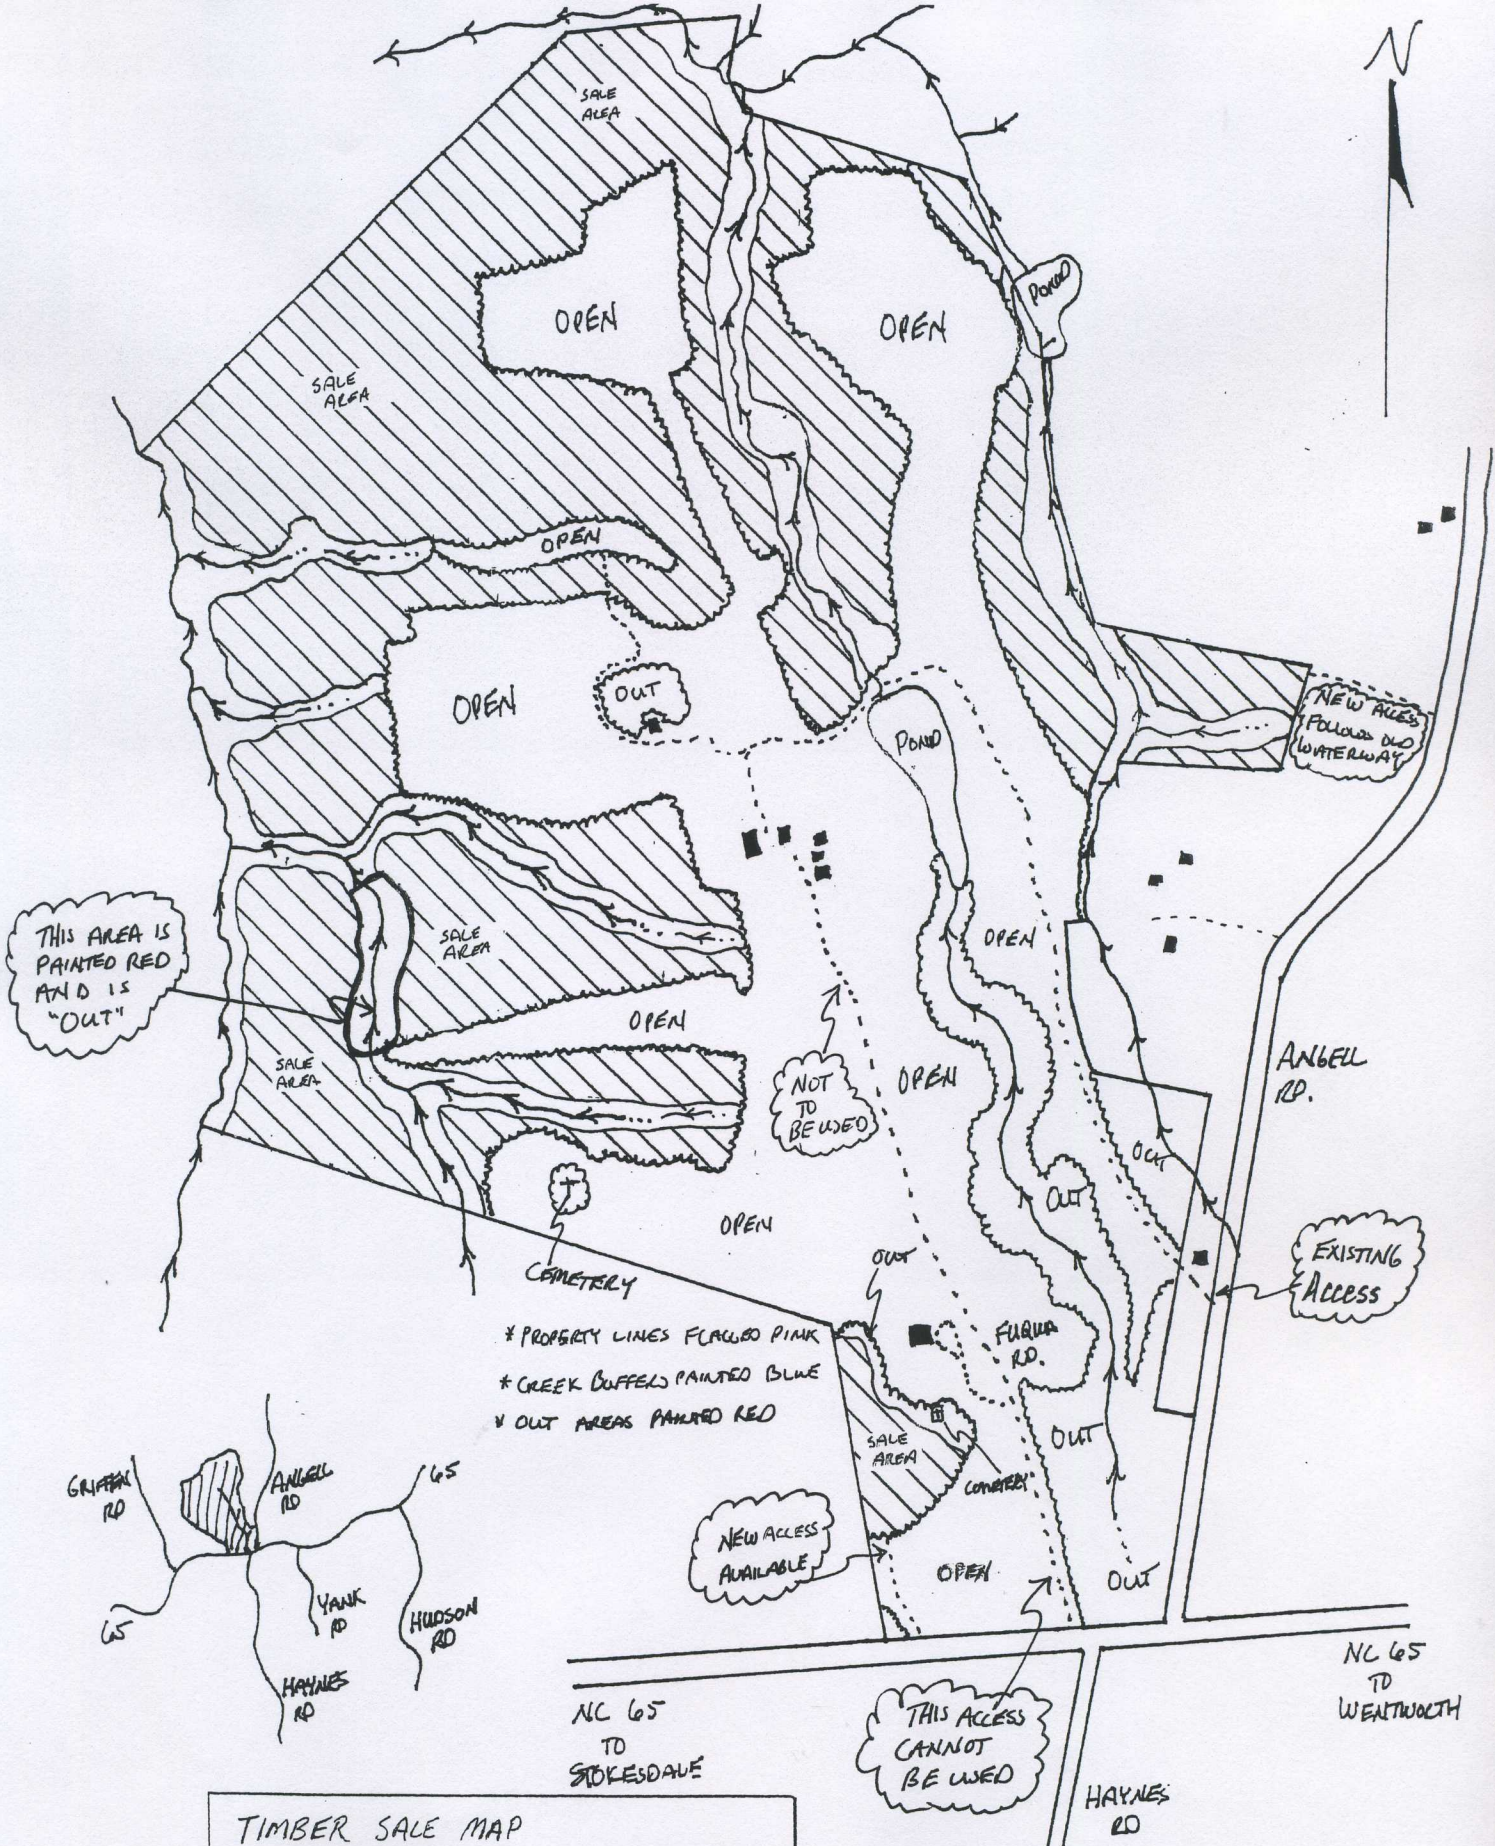 N
SALE
AREA
OPEN
OPEN
POND
SALE
AREA
OPEN
OPEN
OUT
POND
NEW ACCESS
FOLLOWS OLD
WATERWAY
THIS AREA IS
PAINTED RED
AND IS
"OUT"
SALE
AREA
OPEN
OPEN
SALE
AREA
NOT
TO
BE USED
OPEN
ANGELL
RD.
OUT
OUT
OPEN
CEMETERY
OUT
EXISTING
ACCESS
* PROPERTY LINES FLAGGED PINK
* CREEK BUFFERS PAINTED BLUE
* OUT AREAS PAINTED RED
FUQUA
RD.
SALE
AREA
OUT
CEMETERY
NEW ACCESS
AVAILABLE
OPEN
OUT
GRIFFEN
RD
ANGELL
RD
65
65
YANK
RD
HUDSON
RD
HAYNES
RD
NC 65
TO
STOKESDALE
THIS ACCESS
CANNOT
BE USED
NC 65
TO
WENTWORTH
HAYNES
RD
TIMBER SALE MAP